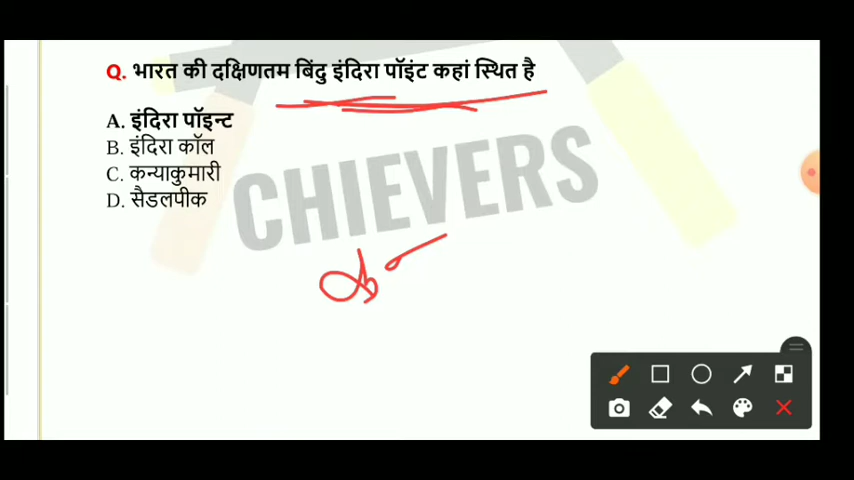 Q. भारत की दक्षिणतम बिंदु इंदिरा पॉइंट कहां स्थित है
A. इंदिरा पॉइन्ट
B. इंदिरा कॉल
C. कन्याकुमारी
D. सैडलपीक
CHIEVERS